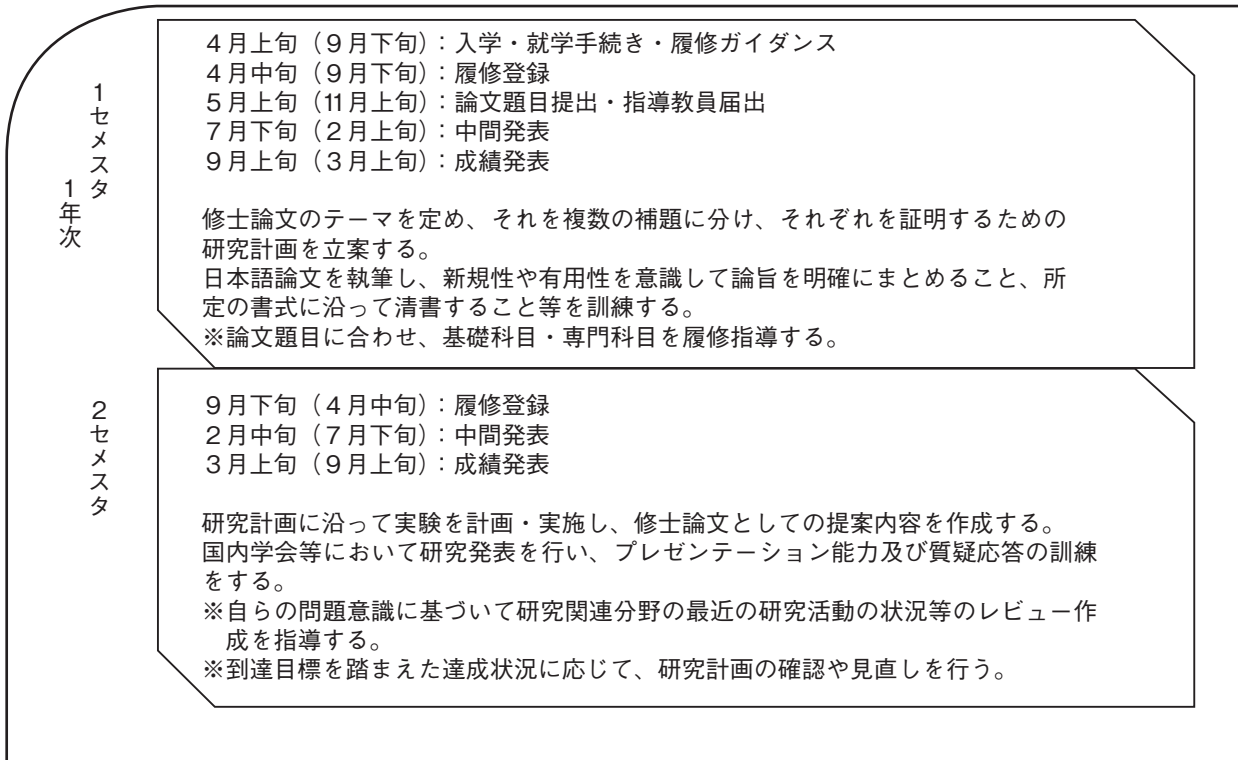 1年次
1セメスタ
4月上旬（9月下旬）：入学・就学手続き・履修ガイダンス
4月中旬（9月下旬）：履修登録
5月上旬（11月上旬）：論文題目提出・指導教員届出
7月下旬（2月上旬）：中間発表
9月上旬（3月上旬）：成績発表
修士論文のテーマを定め、それを複数の補題に分け、それぞれを証明するための
研究計画を立案する。
日本語論文を執筆し、新規性や有用性を意識して論旨を明確にまとめること、所
定の書式に沿って清書すること等を訓練する。
※論文題目に合わせ、基礎科目・専門科目を履修指導する。
2セメスタ
9月下旬（4月中旬）：履修登録
2月中旬（7月下旬）：中間発表
3月上旬（9月上旬）：成績発表
研究計画に沿って実験を計画・実施し、修士論文としての提案内容を作成する。
国内学会等において研究発表を行い、プレゼンテーション能力及び質疑応答の訓練
をする。
※自らの問題意識に基づいて研究関連分野の最近の研究活動の状況等のレビュー作
成を指導する。
※到達目標を踏まえた達成状況に応じて、研究計画の確認や見直しを行う。